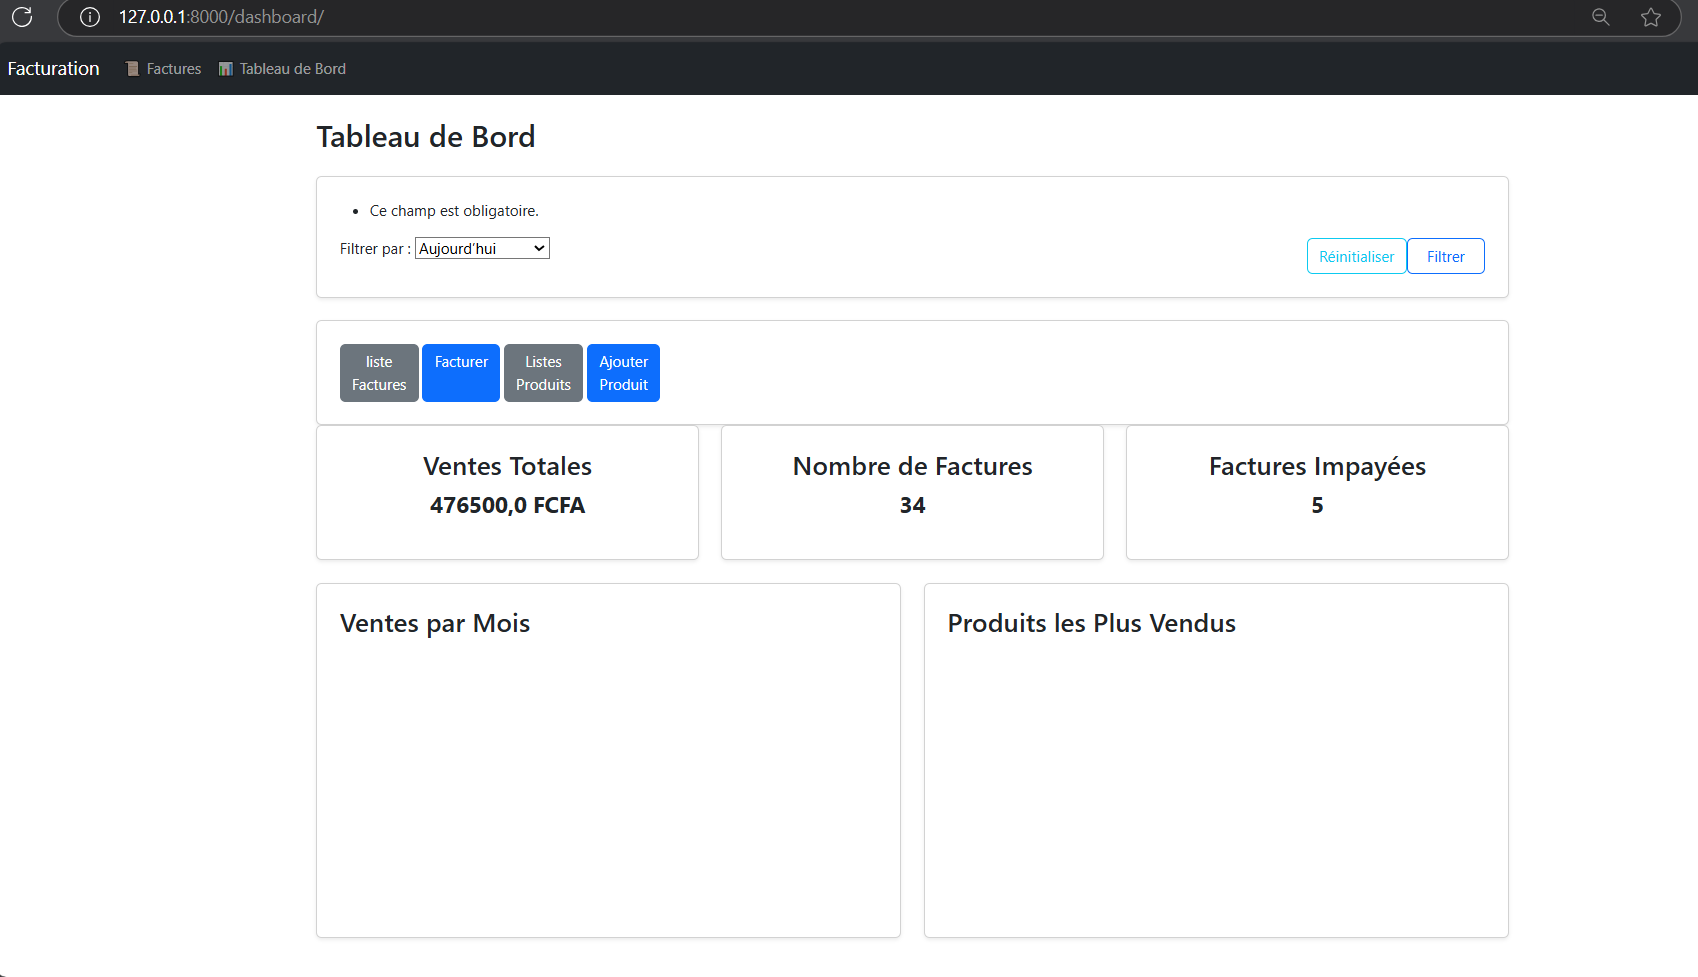 127.0.0.1:8000/dashboard/
Facturation Factures Tableau de Bord
Tableau de Bord
• Ce champ est obligatoire.
Filtrer par : Aujourd'hui Réinitialiser Filtrer
liste Factures
Facturer
Listes Produits
Ajouter Produit
Ventes Totales
476500,0 FCFA
Nombre de Factures
34
Factures Impayées
5
Ventes par Mois
Produits les Plus Vendus